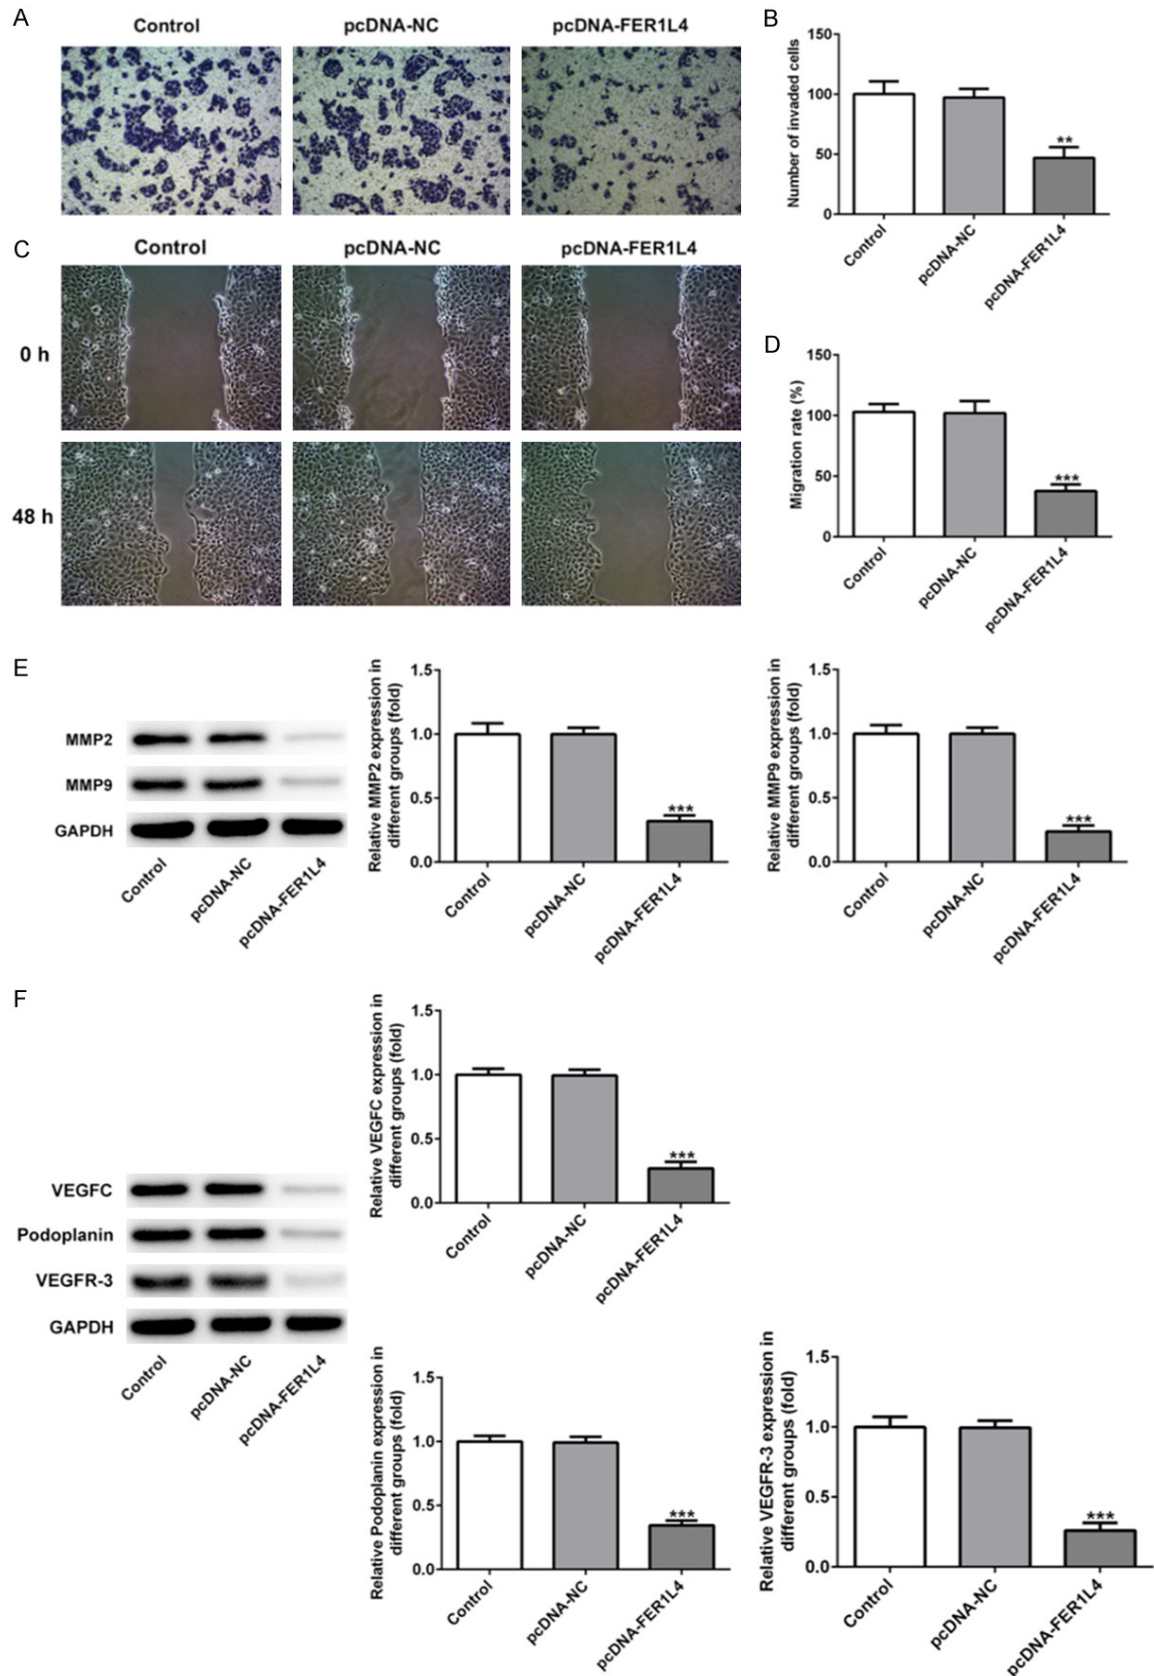 A
Control
pcDNA-NC
pcDNA-FER1L4
B
Number of invaded cells
150
100
50
0
**
Control
pcDNA-NC
pcDNA-FER1L4
C
Control
pcDNA-NC
pcDNA-FER1L4
0 h
48 h
D
Migration rate (%)
150
100
50
0
***
Control
pcDNA-NC
pcDNA-FER1L4
E
MMP2
MMP9
GAPDH
Control
pcDNA-NC
pcDNA-FER1L4
Relative MMP2 expression in
different groups (fold)
1.5
1.0
0.5
0.0
***
Control
pcDNA-NC
pcDNA-FER1L4
Relative MMP9 expression in
different groups (fold)
1.5
1.0
0.5
0.0
***
Control
pcDNA-NC
pcDNA-FER1L4
F
VEGFC
Podoplanin
VEGFR-3
GAPDH
Control
pcDNA-NC
pcDNA-FER1L4
Relative VEGFC expression in
different groups (fold)
1.5
1.0
0.5
0.0
***
Control
pcDNA-NC
pcDNA-FER1L4
Relative Podoplanin expression in
different groups (fold)
1.5
1.0
0.5
0.0
***
Control
pcDNA-NC
pcDNA-FER1L4
Relative VEGFR-3 expression in
different groups (fold)
1.5
1.0
0.5
0.0
***
Control
pcDNA-NC
pcDNA-FER1L4